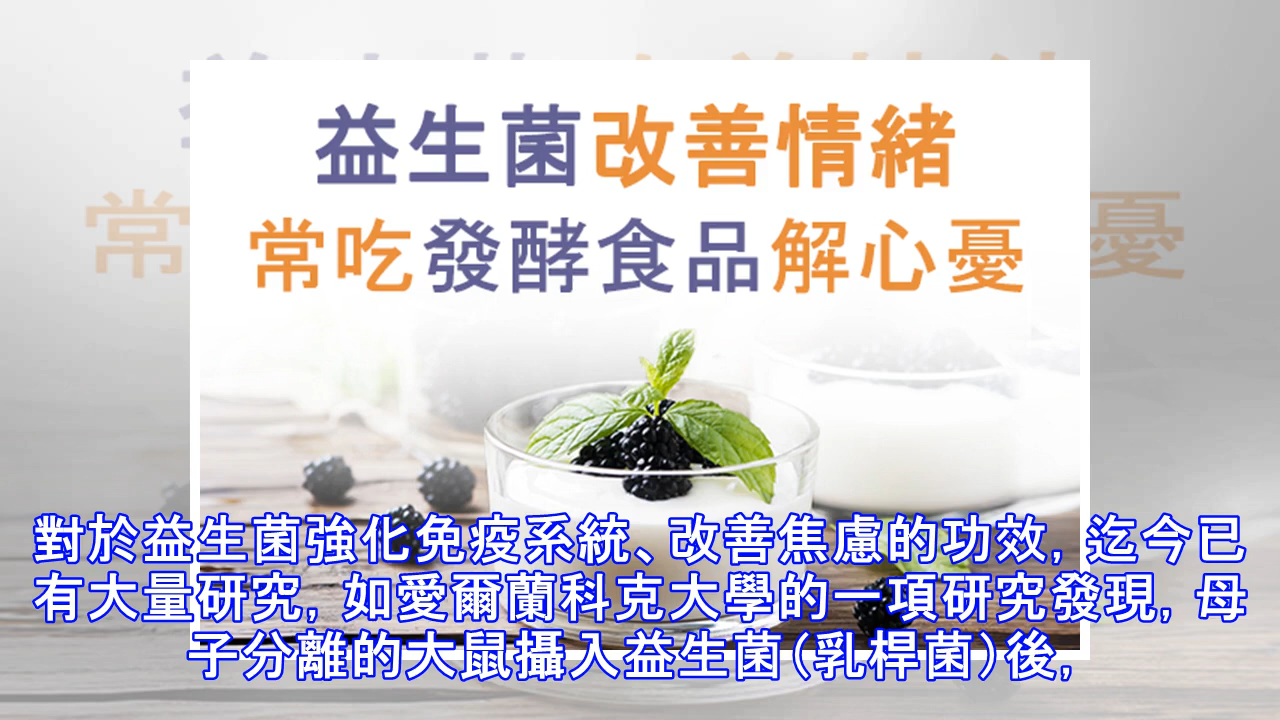 益生菌改善情緒
常吃發酵食品解心憂
對於益生菌強化免疫系統、改善焦慮的功效, 迄今已
有大量研究, 如愛爾蘭科克大學的一項研究發現, 母
子分離的大鼠攝入益生菌(乳桿菌)後,